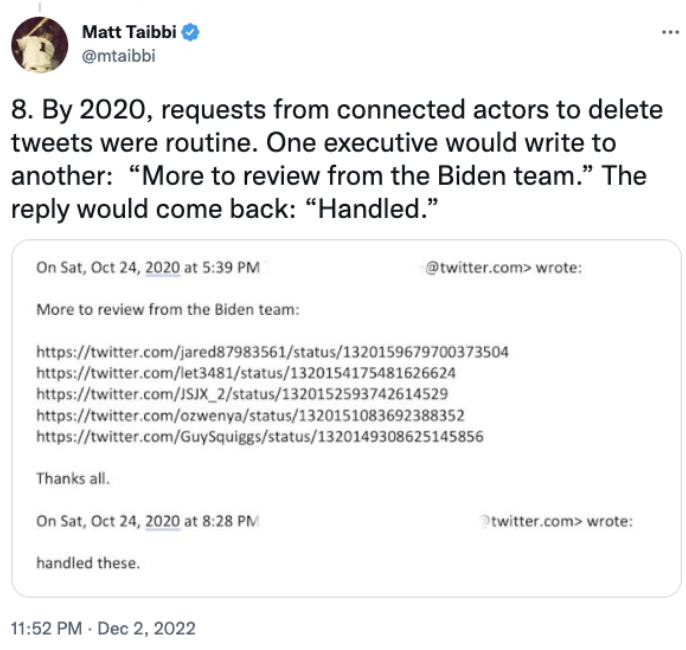 Matt Taibbi
@mtaibbi
8. By 2020, requests from connected actors to delete
tweets were routine. One executive would write to
another:  “More to review from the Biden team.” The
reply would come back: “Handled.”
On Sat, Oct 24, 2020 at 5:39 PM @twitter.com> wrote:
More to review from the Biden team:
https://twitter.com/jared87983561/status/1320159679700373504
https://twitter.com/let3481/status/1320154175481626624
https://twitter.com/JSJX_2/status/1320152593742614529
https://twitter.com/ozwenya/status/1320151083692388352
https://twitter.com/GuySquiggs/status/1320149308625145856
Thanks all.
On Sat, Oct 24, 2020 at 8:28 PM @twitter.com> wrote:
handled these.
11:52 PM · Dec 2, 2022